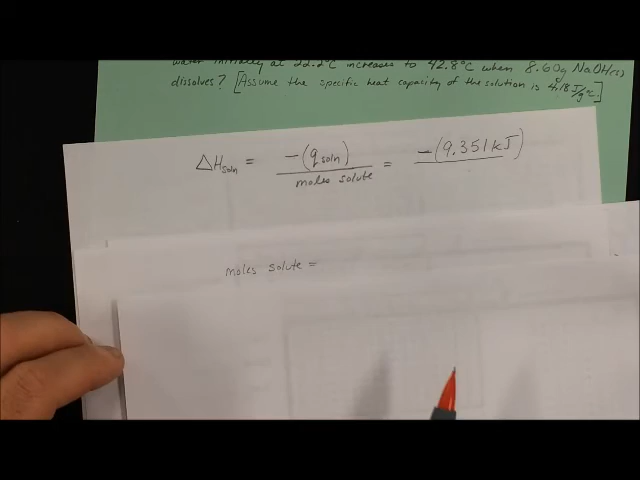 water initially at 22.2°C increases to 42.8°C when 8.60g NaOH(s)
dissolves? [Assume the specific heat capacity of the solution is 4.18 J/g°C.]
ΔHsoln = -(qsoln) / moles solute = -(9.351 kJ)
moles solute =